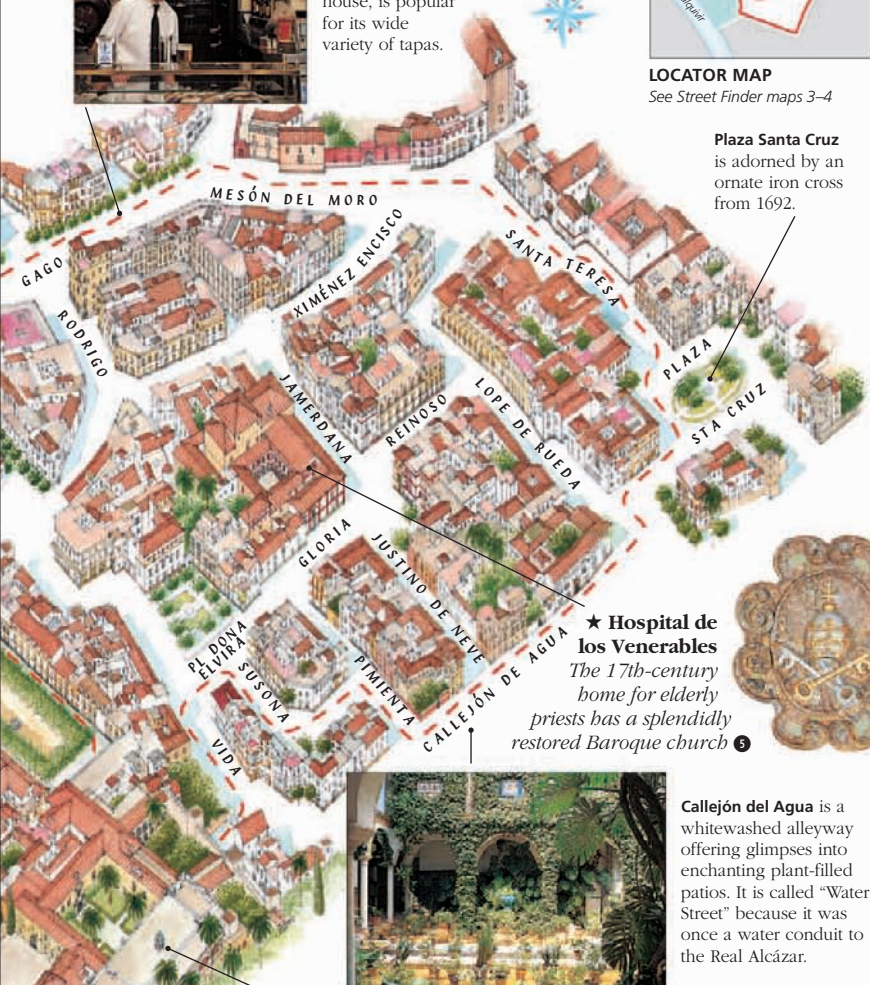 house, is popular
for its wide
variety of tapas.
LOCATOR MAP
See Street Finder maps 3–4
Plaza Santa Cruz
is adorned by an
ornate iron cross
from 1692.
MESÓN DEL MORO
GAGO
XIMÉNEZ ENCISCO
SANTA TERESA
RODRIGO
PLAZA
STA CRUZ
JAMERDANA
REINOSO
LOPE DE RUEDA
GLORIA
JUSTINO DE NEVE
PL. DONA
ELVIRA
SUSONA
PIMIENTA
CALLEJÓN DE AGUA
VIDA
★ Hospital de
los Venerables
The 17th-century
home for elderly
priests has a splendidly
restored Baroque church 5
Callejón del Agua is a
whitewashed alleyway
offering glimpses into
enchanting plant-filled
patios. It is called “Water
Street” because it was
once a water conduit to
the Real Alcázar.